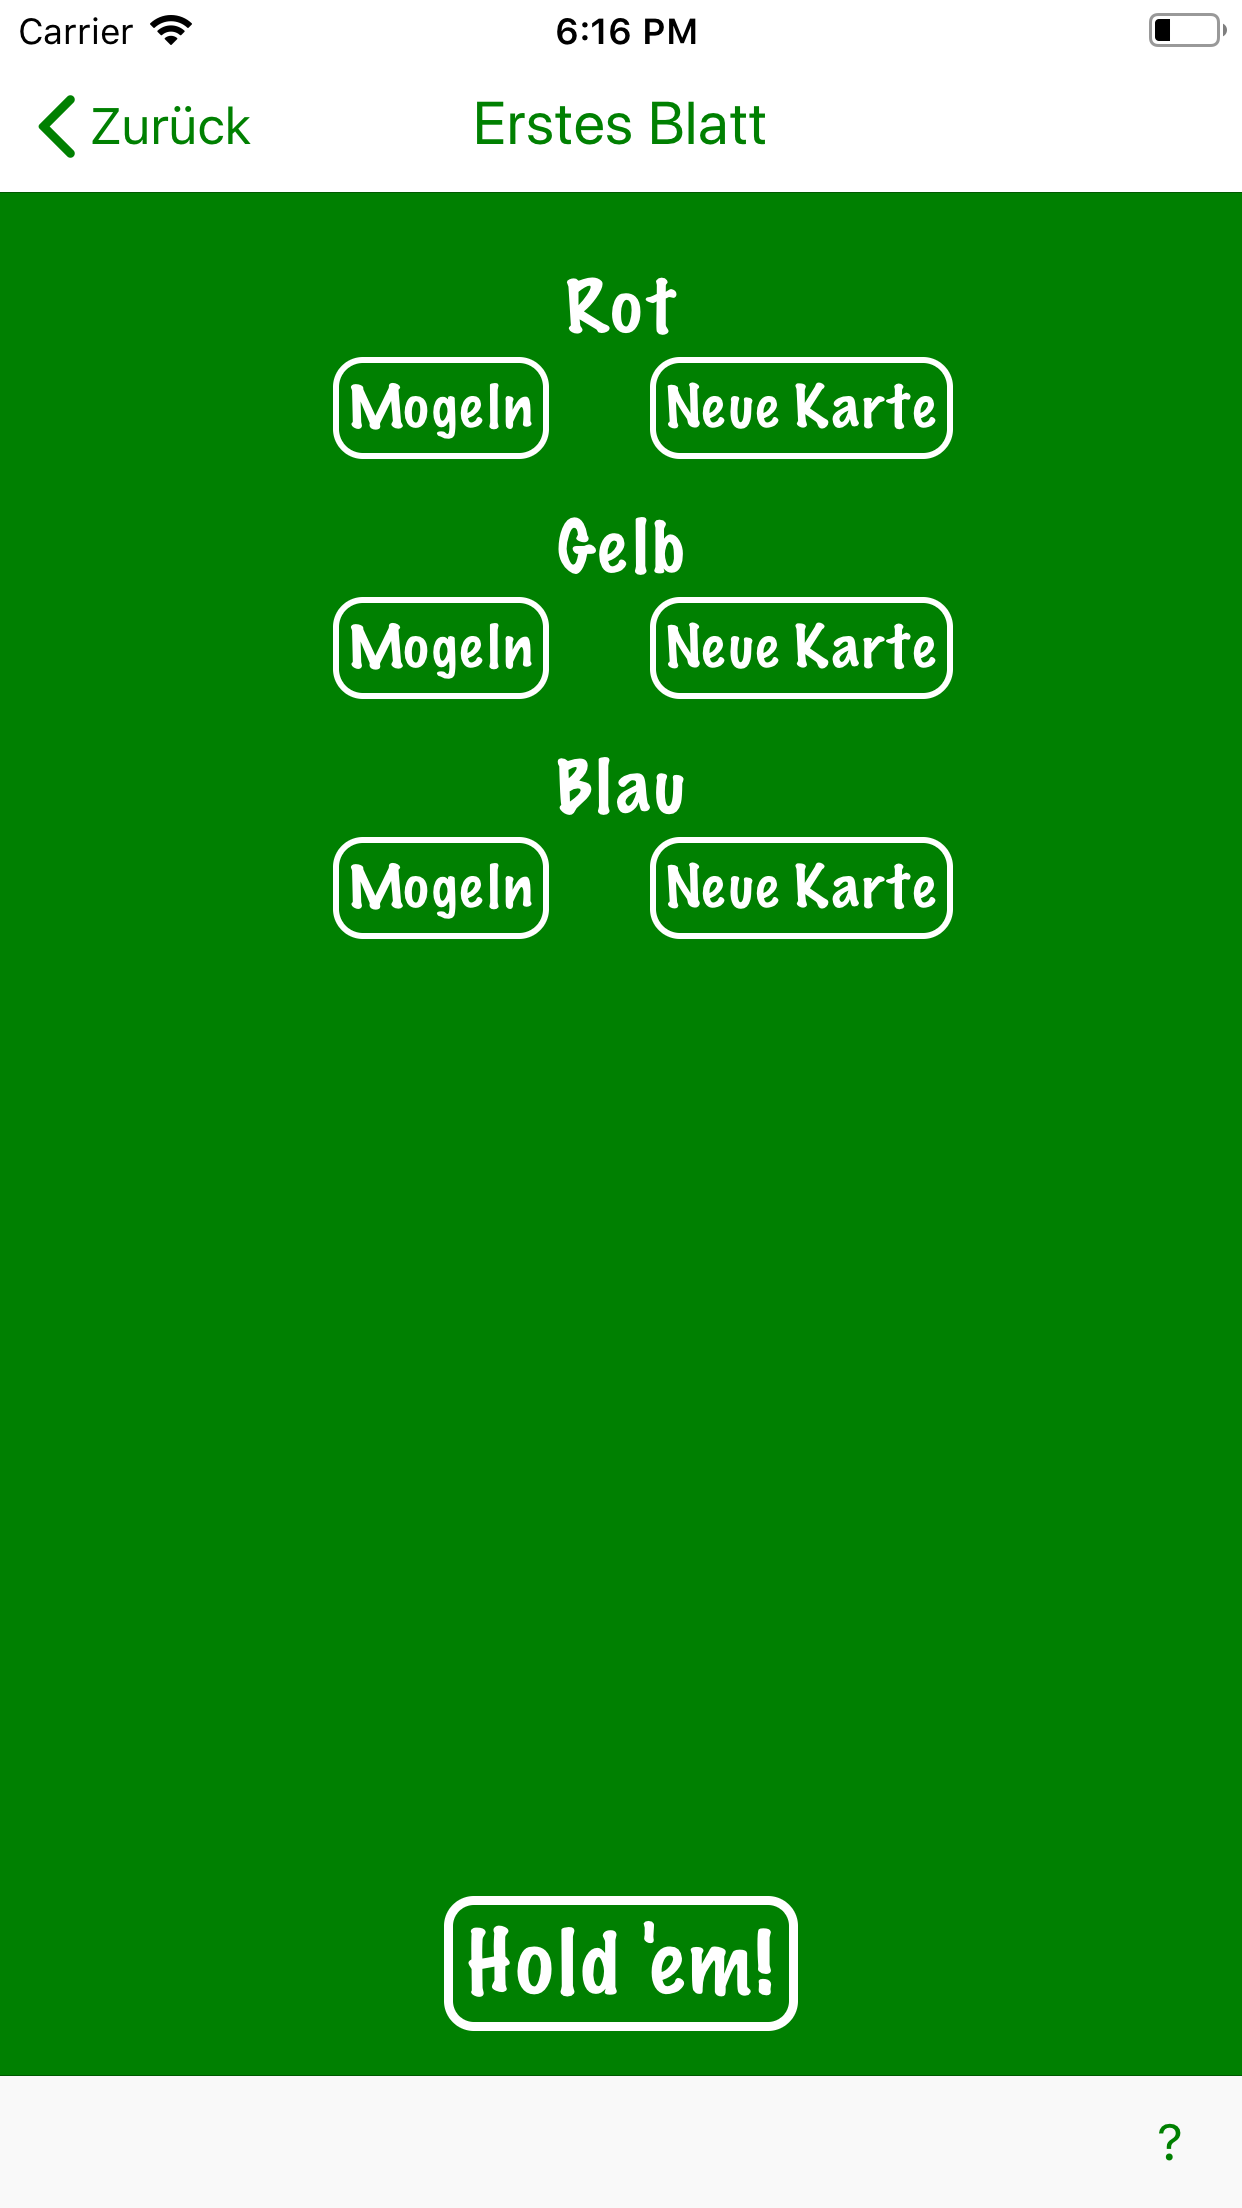 Carrier 6:16 PM
Zurück Erstes Blatt
Rot
Mogeln Neue Karte
Gelb
Mogeln Neue Karte
Blau
Mogeln Neue Karte
Hold 'em!
?